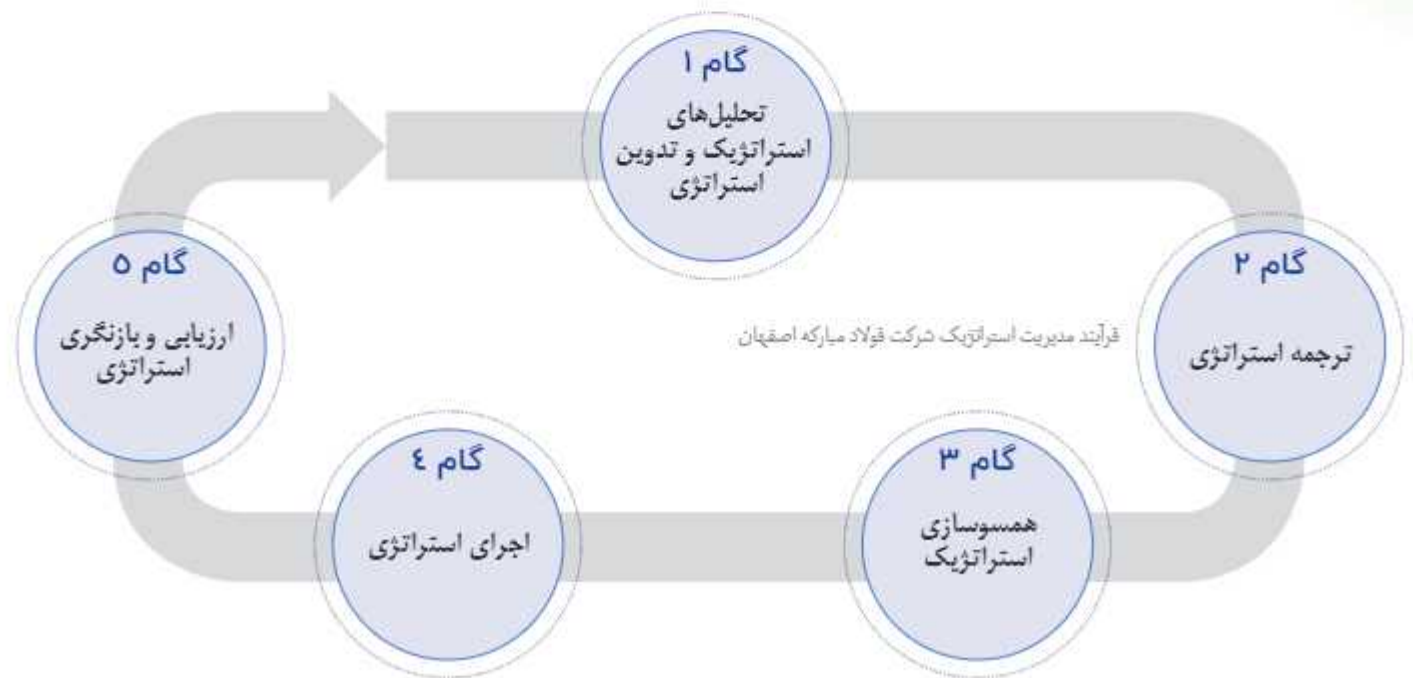 گام ۱
تحلیل‌های
استراتژیک و تدوین
استراتژی
گام ۲
ترجمه استراتژی
گام ۳
همسوسازی
استراتژیک
گام ٤
اجرای استراتژی
گام ٥
ارزیابی و بازنگری
استراتژی
فرآیند مدیریت استراتژیک شرکت فولاد مبارکه اصفهان